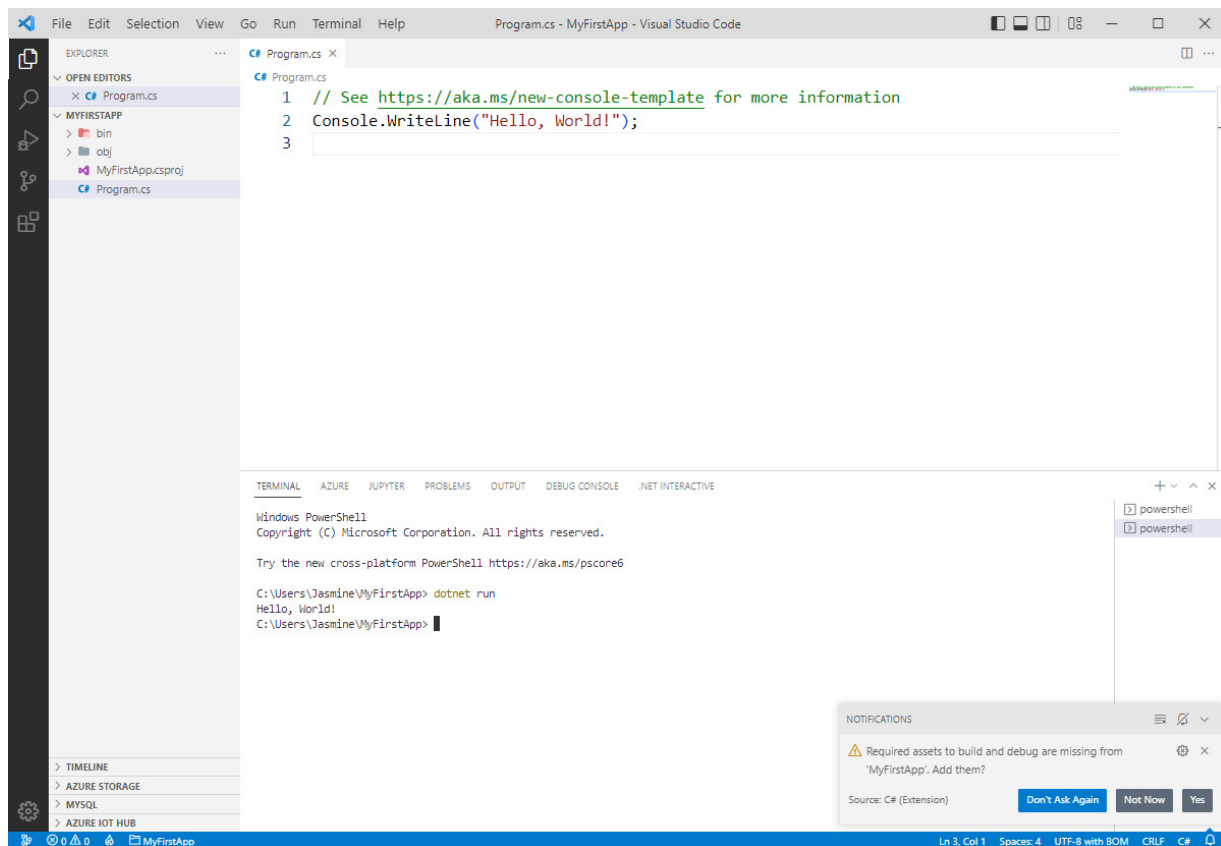 File Edit Selection View Go Run Terminal Help Program.cs - MyFirstApp - Visual Studio Code
EXPLORER
OPEN EDITORS
C# Program.cs
MYFIRSTAPP
bin
obj
MyFirstApp.csproj
C# Program.cs
TIMELINE
AZURE STORAGE
MYSQL
AZURE IOT HUB
C# Program.cs
C# Program.cs
1 // See https://aka.ms/new-console-template for more information
2 Console.WriteLine("Hello, World!");
3
TERMINAL AZURE JUPYTER PROBLEMS OUTPUT DEBUG CONSOLE .NET INTERACTIVE
Windows PowerShell
Copyright (C) Microsoft Corporation. All rights reserved.
Try the new cross-platform PowerShell https://aka.ms/pscore6
C:\Users\Jasmine\MyFirstApp> dotnet run
Hello, World!
C:\Users\Jasmine\MyFirstApp>
powershell
powershell
NOTIFICATIONS
Required assets to build and debug are missing from
'MyFirstApp'. Add them?
Source: C# (Extension) Don't Ask Again Not Now Yes
0 0 MyFirstApp Ln 3, Col 1 Spaces: 4 UTF-8 with BOM CRLF C#